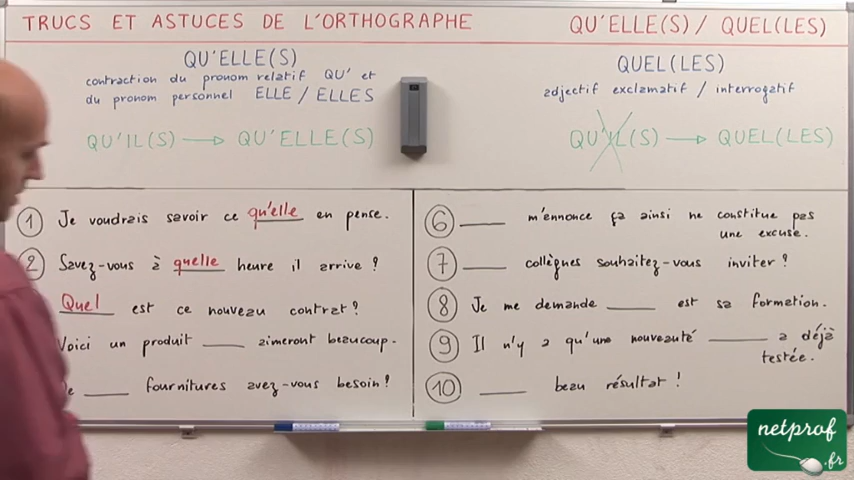 TRUCS ET ASTUCES DE L'ORTHOGRAPHE
QU'ELLE(S) / QUEL(LES)
QU'ELLE(S)
contraction du pronom relatif QU' et
du pronom personnel ELLE / ELLES
QU'IL(S) → QU'ELLE(S)
QUEL(LES)
adjectif exclamatif / interrogatif
QU'IL(S) → QUEL(LES)
1 Je voudrais savoir ce qu'elle en pense.
2 Savez-vous à quelle heure il arrive ?
Quel est ce nouveau contrat ?
Voici un produit ____ aimeront beaucoup.
De ____ fournitures avez-vous besoin ?
6 ____ m'ennonce ça ainsi ne constitue pas
une excuse.
7 ____ collègues souhaitez-vous inviter ?
8 Je me demande ____ est sa formation.
9 Il n'y a qu'une nouveauté ____ a déjà
testée.
10 ____ beau résultat !
netprof
.fr